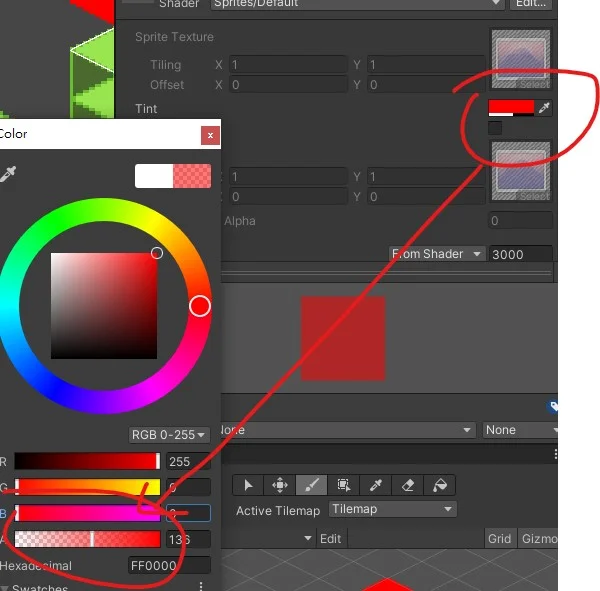 Shader Sprites/Default Edit...
Sprite Texture
Tiling X 1 Y 1
Offset X 0 Y 0
Select
Tint
Color x
1 Y 1
0 Y 0
Select
Alpha 0
From Shader 3000
RGB 0-255
None None
R 255
G 0
B
A 136
Active Tilemap Tilemap
Edit Grid Gizmo
Hexadecimal FF0000
Swatches